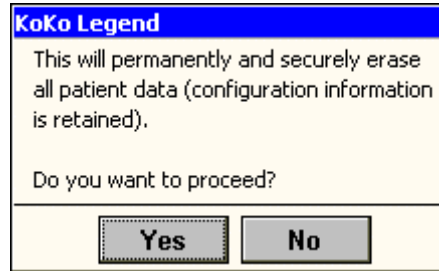 KoKo Legend
This will permanently and securely erase
all patient data (configuration information
is retained).
Do you want to proceed?
Yes No